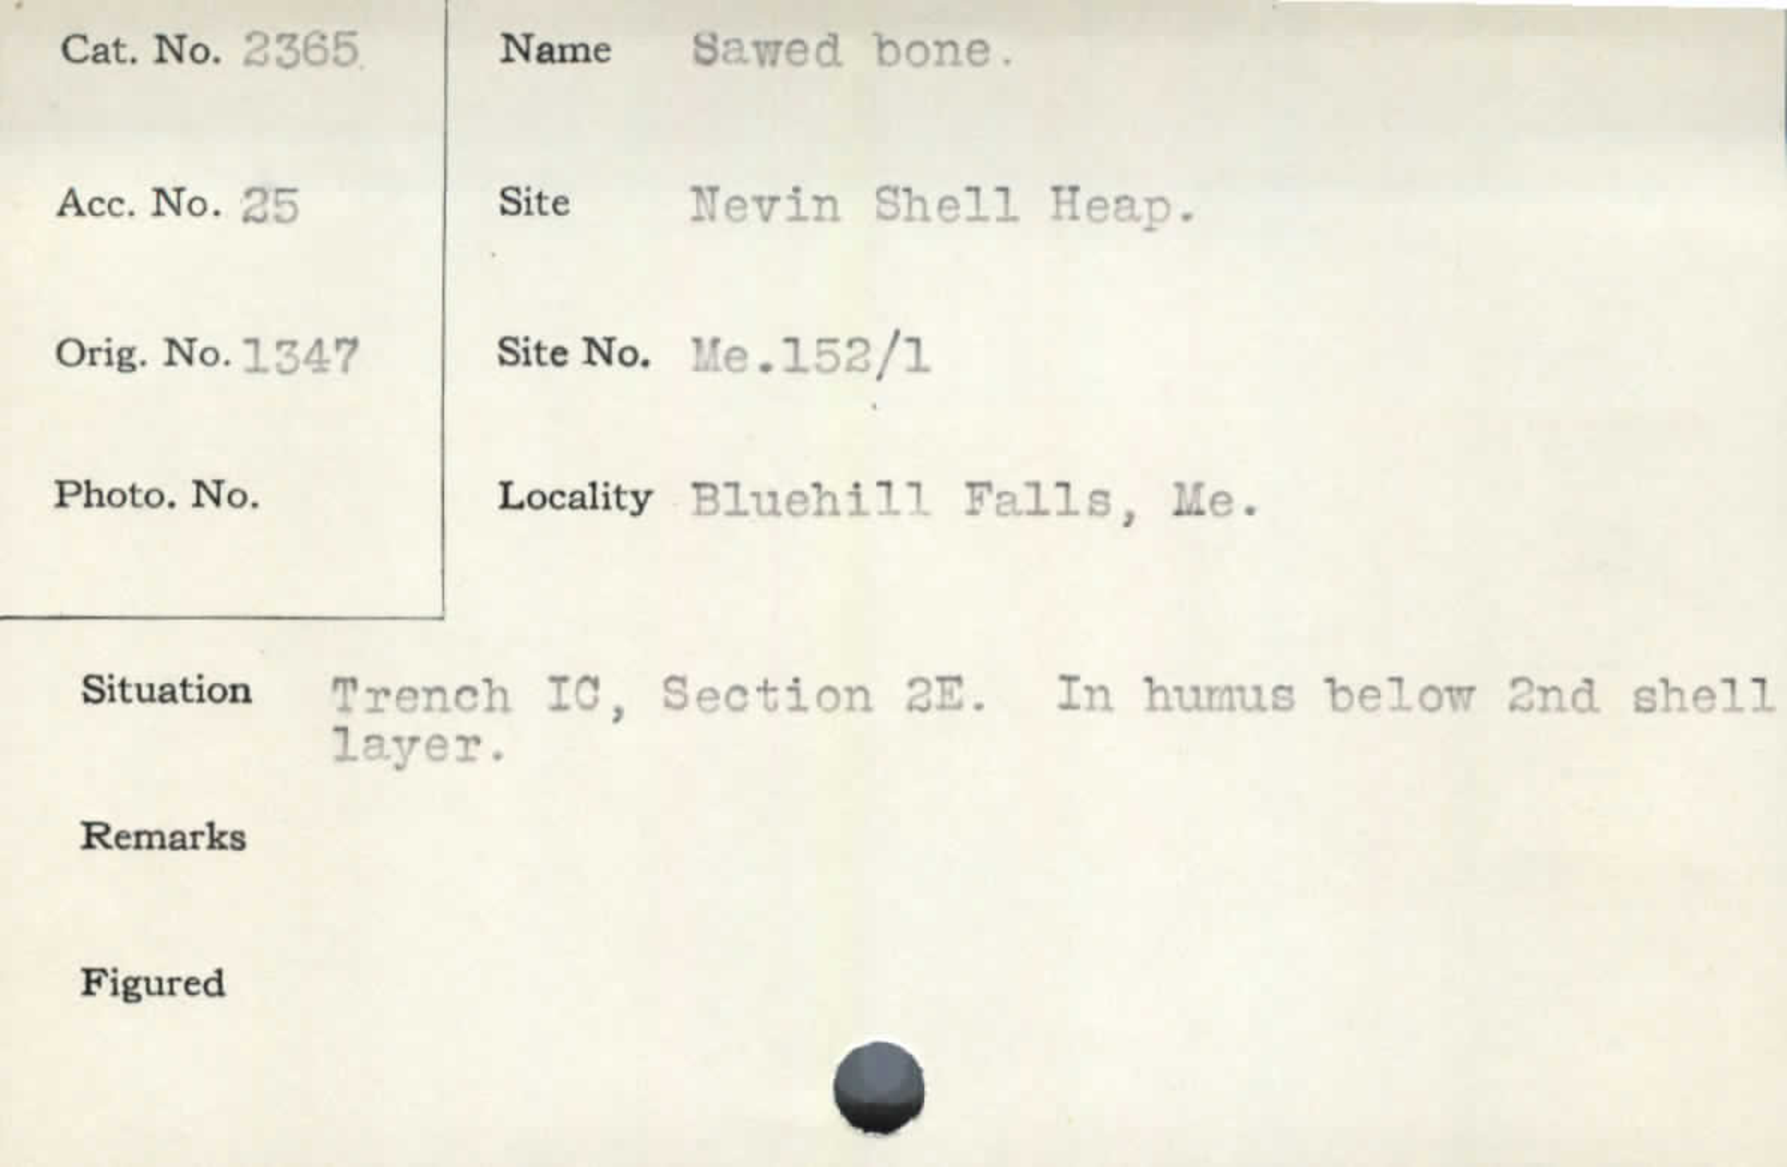 Cat. No. 2365 Name Sawed bone.
Acc. No. 25 Site Nevin Shell Heap.
Orig. No. 1347 Site No. Me.152/1
Photo. No. Locality Bluehill Falls, Me.
Situation Trench IC, Section 2E. In humus below 2nd shell
layer.
Remarks
Figured